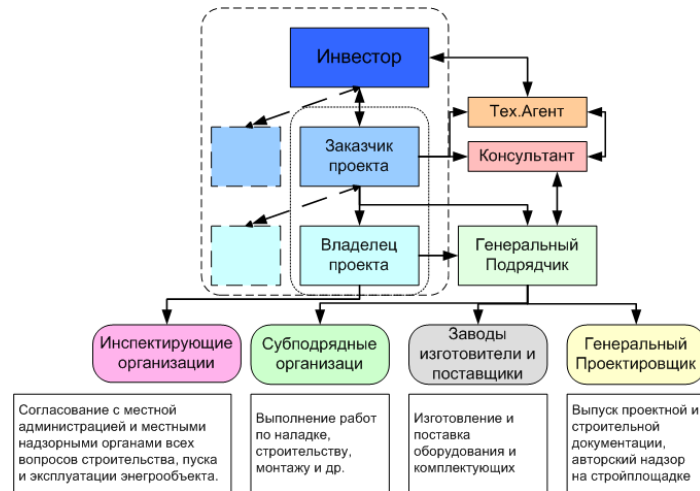 Инвестор
Тех.Агент
Заказчик
проекта
Консультант
Владелец
проекта
Генеральный
Подрядчик
Инспектирующие
организации
Субподрядные
организаци
Заводы
изготовители и
поставщики
Генеральный
Проектировщик
Согласование с местной
администрацией и местными
надзорными органами всех
вопросов строительства, пуска
и эксплуатации энегрообъекта.
Выполнение работ
по наладке,
строительству,
монтажу и др.
Изготовление и
поставка
оборудования и
комплектующих
Выпуск проектной и
строительной
документации,
авторский надзор
на стройплощадке